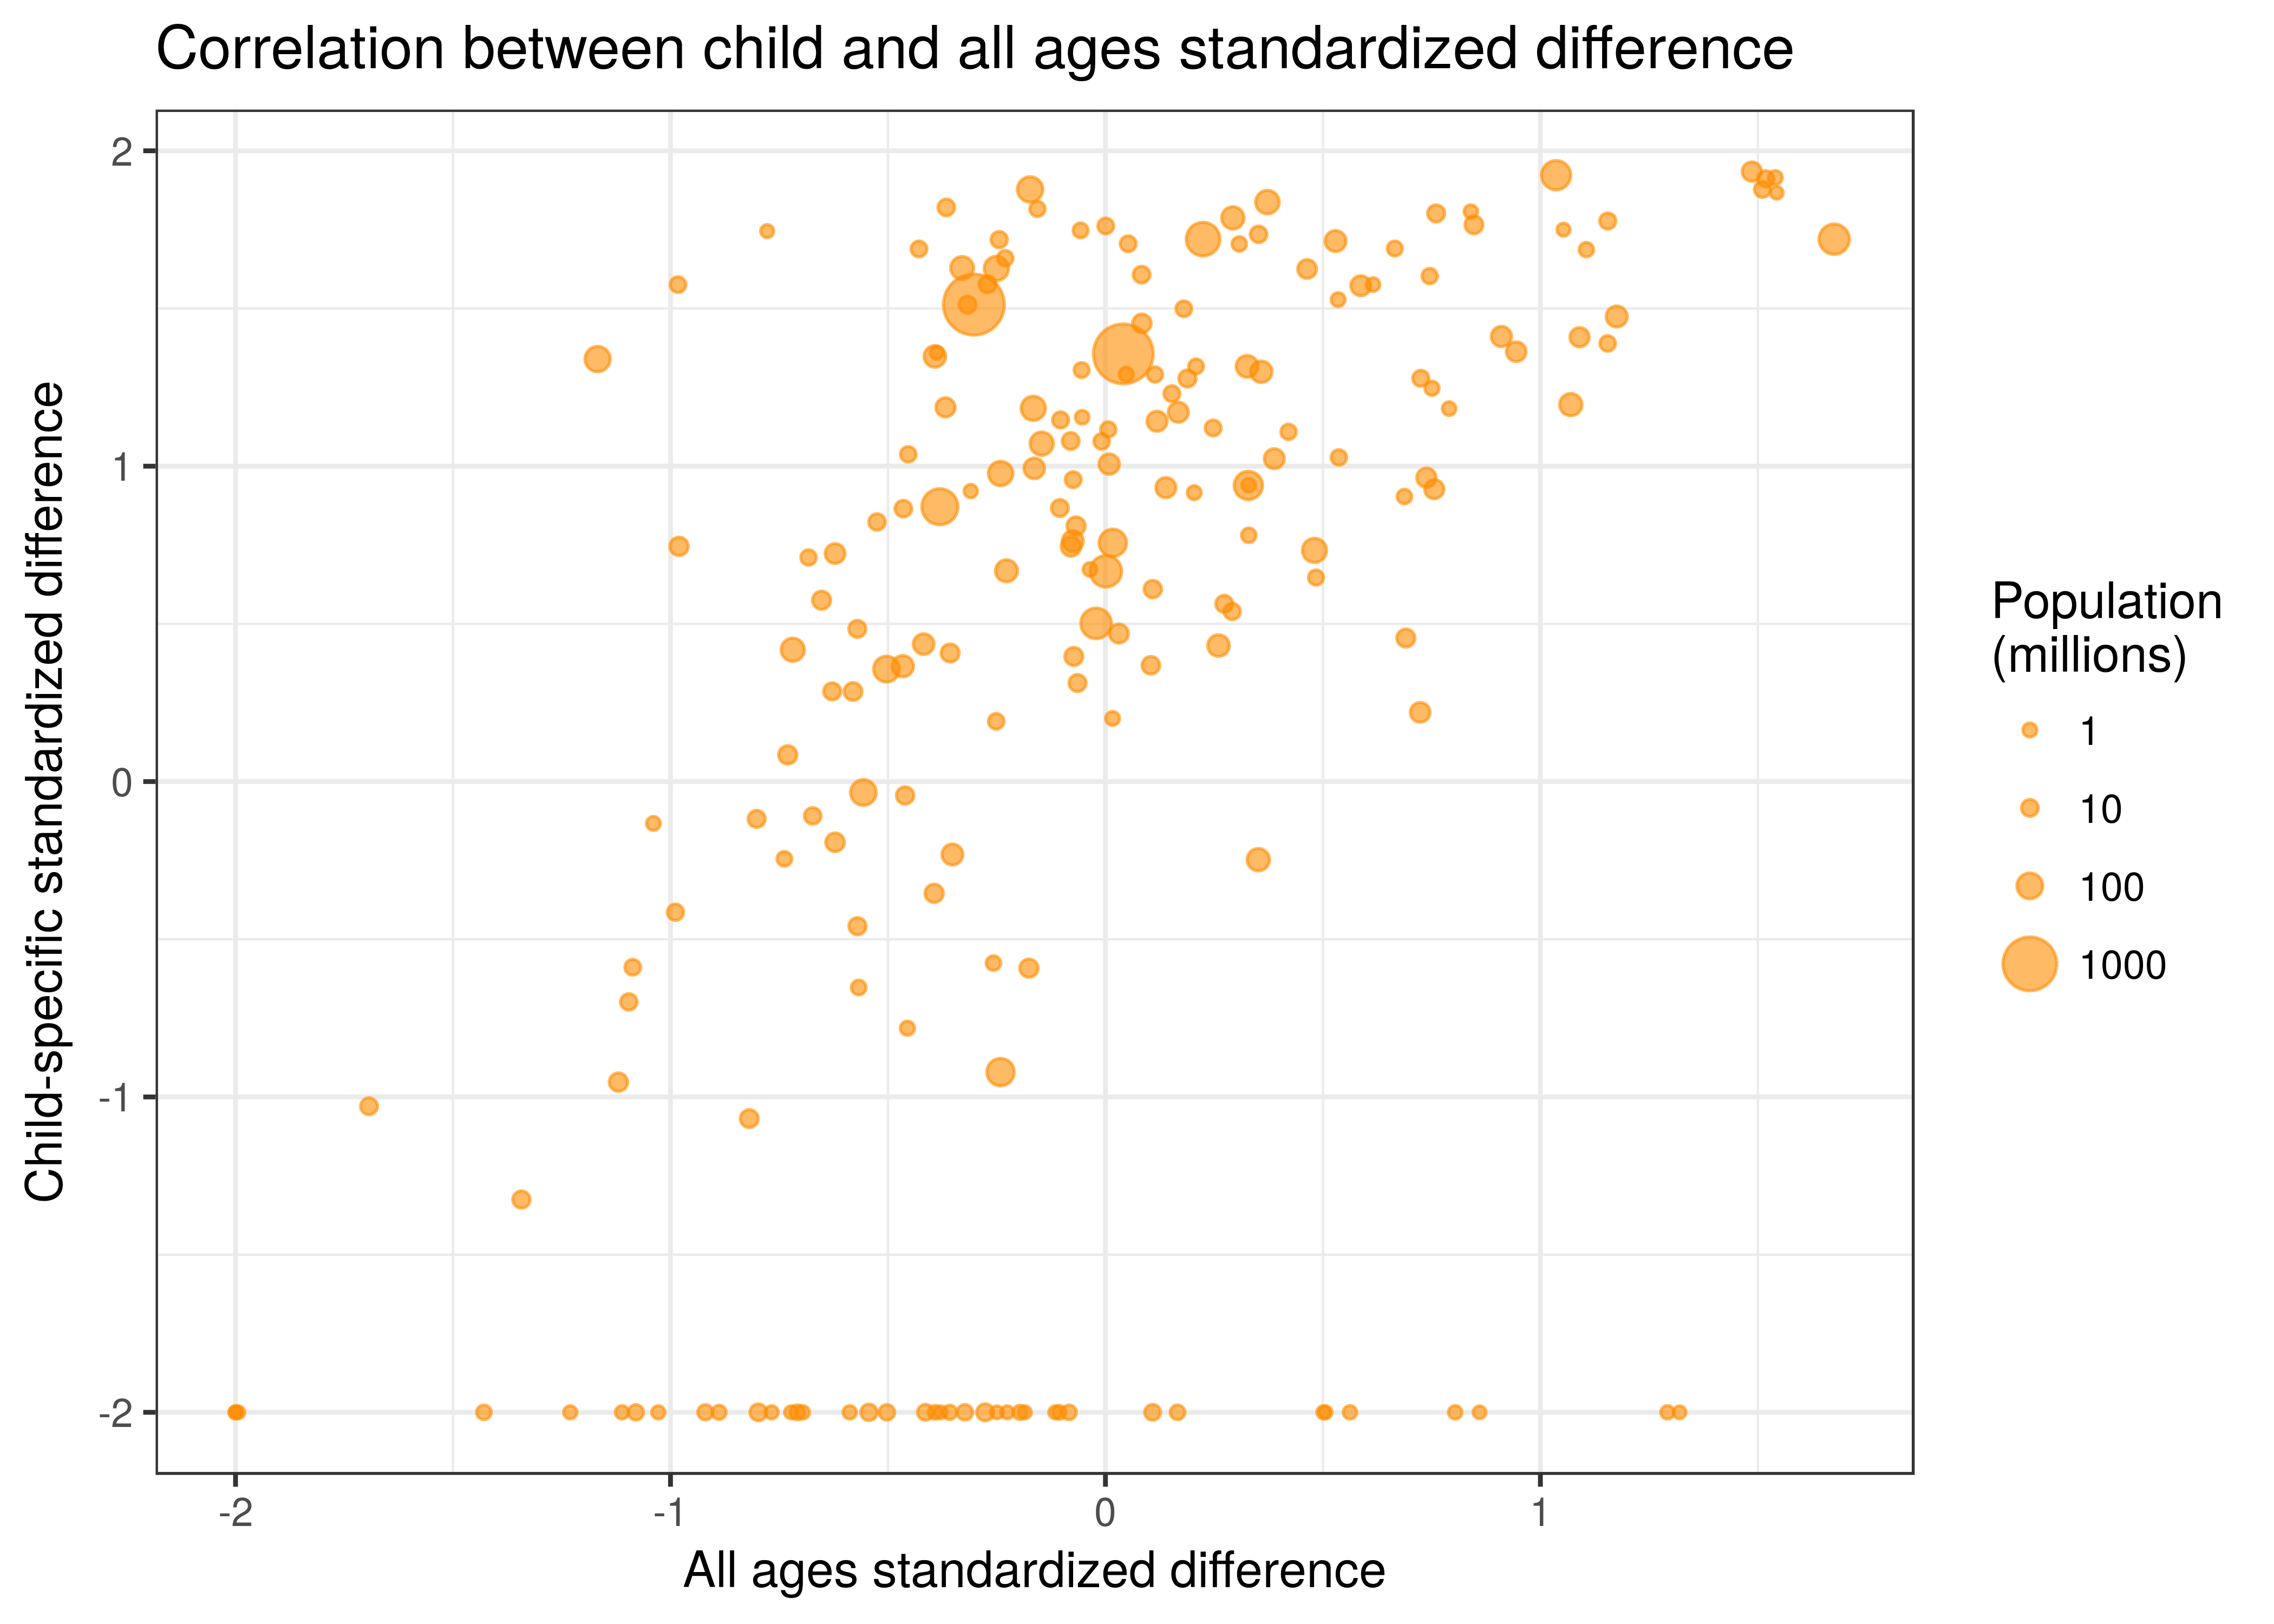 Correlation between child and all ages standardized difference
Child-specific standardized difference
2
1
0
-1
-2
-2
-1
0
1
All ages standardized difference
Population
(millions)
1
10
100
1000